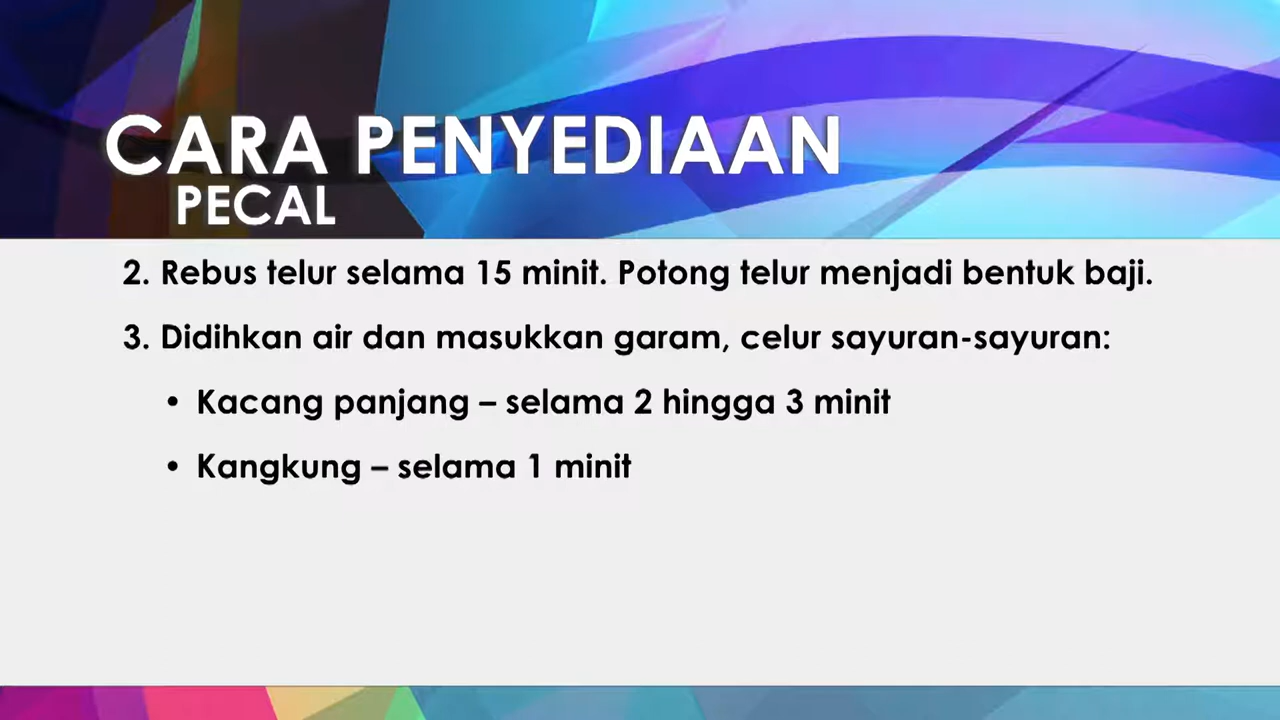 CARA PENYEDIAAN
PECAL
2. Rebus telur selama 15 minit. Potong telur menjadi bentuk baji.
3. Didihkan air dan masukkan garam, celur sayuran-sayuran:
• Kacang panjang – selama 2 hingga 3 minit
• Kangkung – selama 1 minit